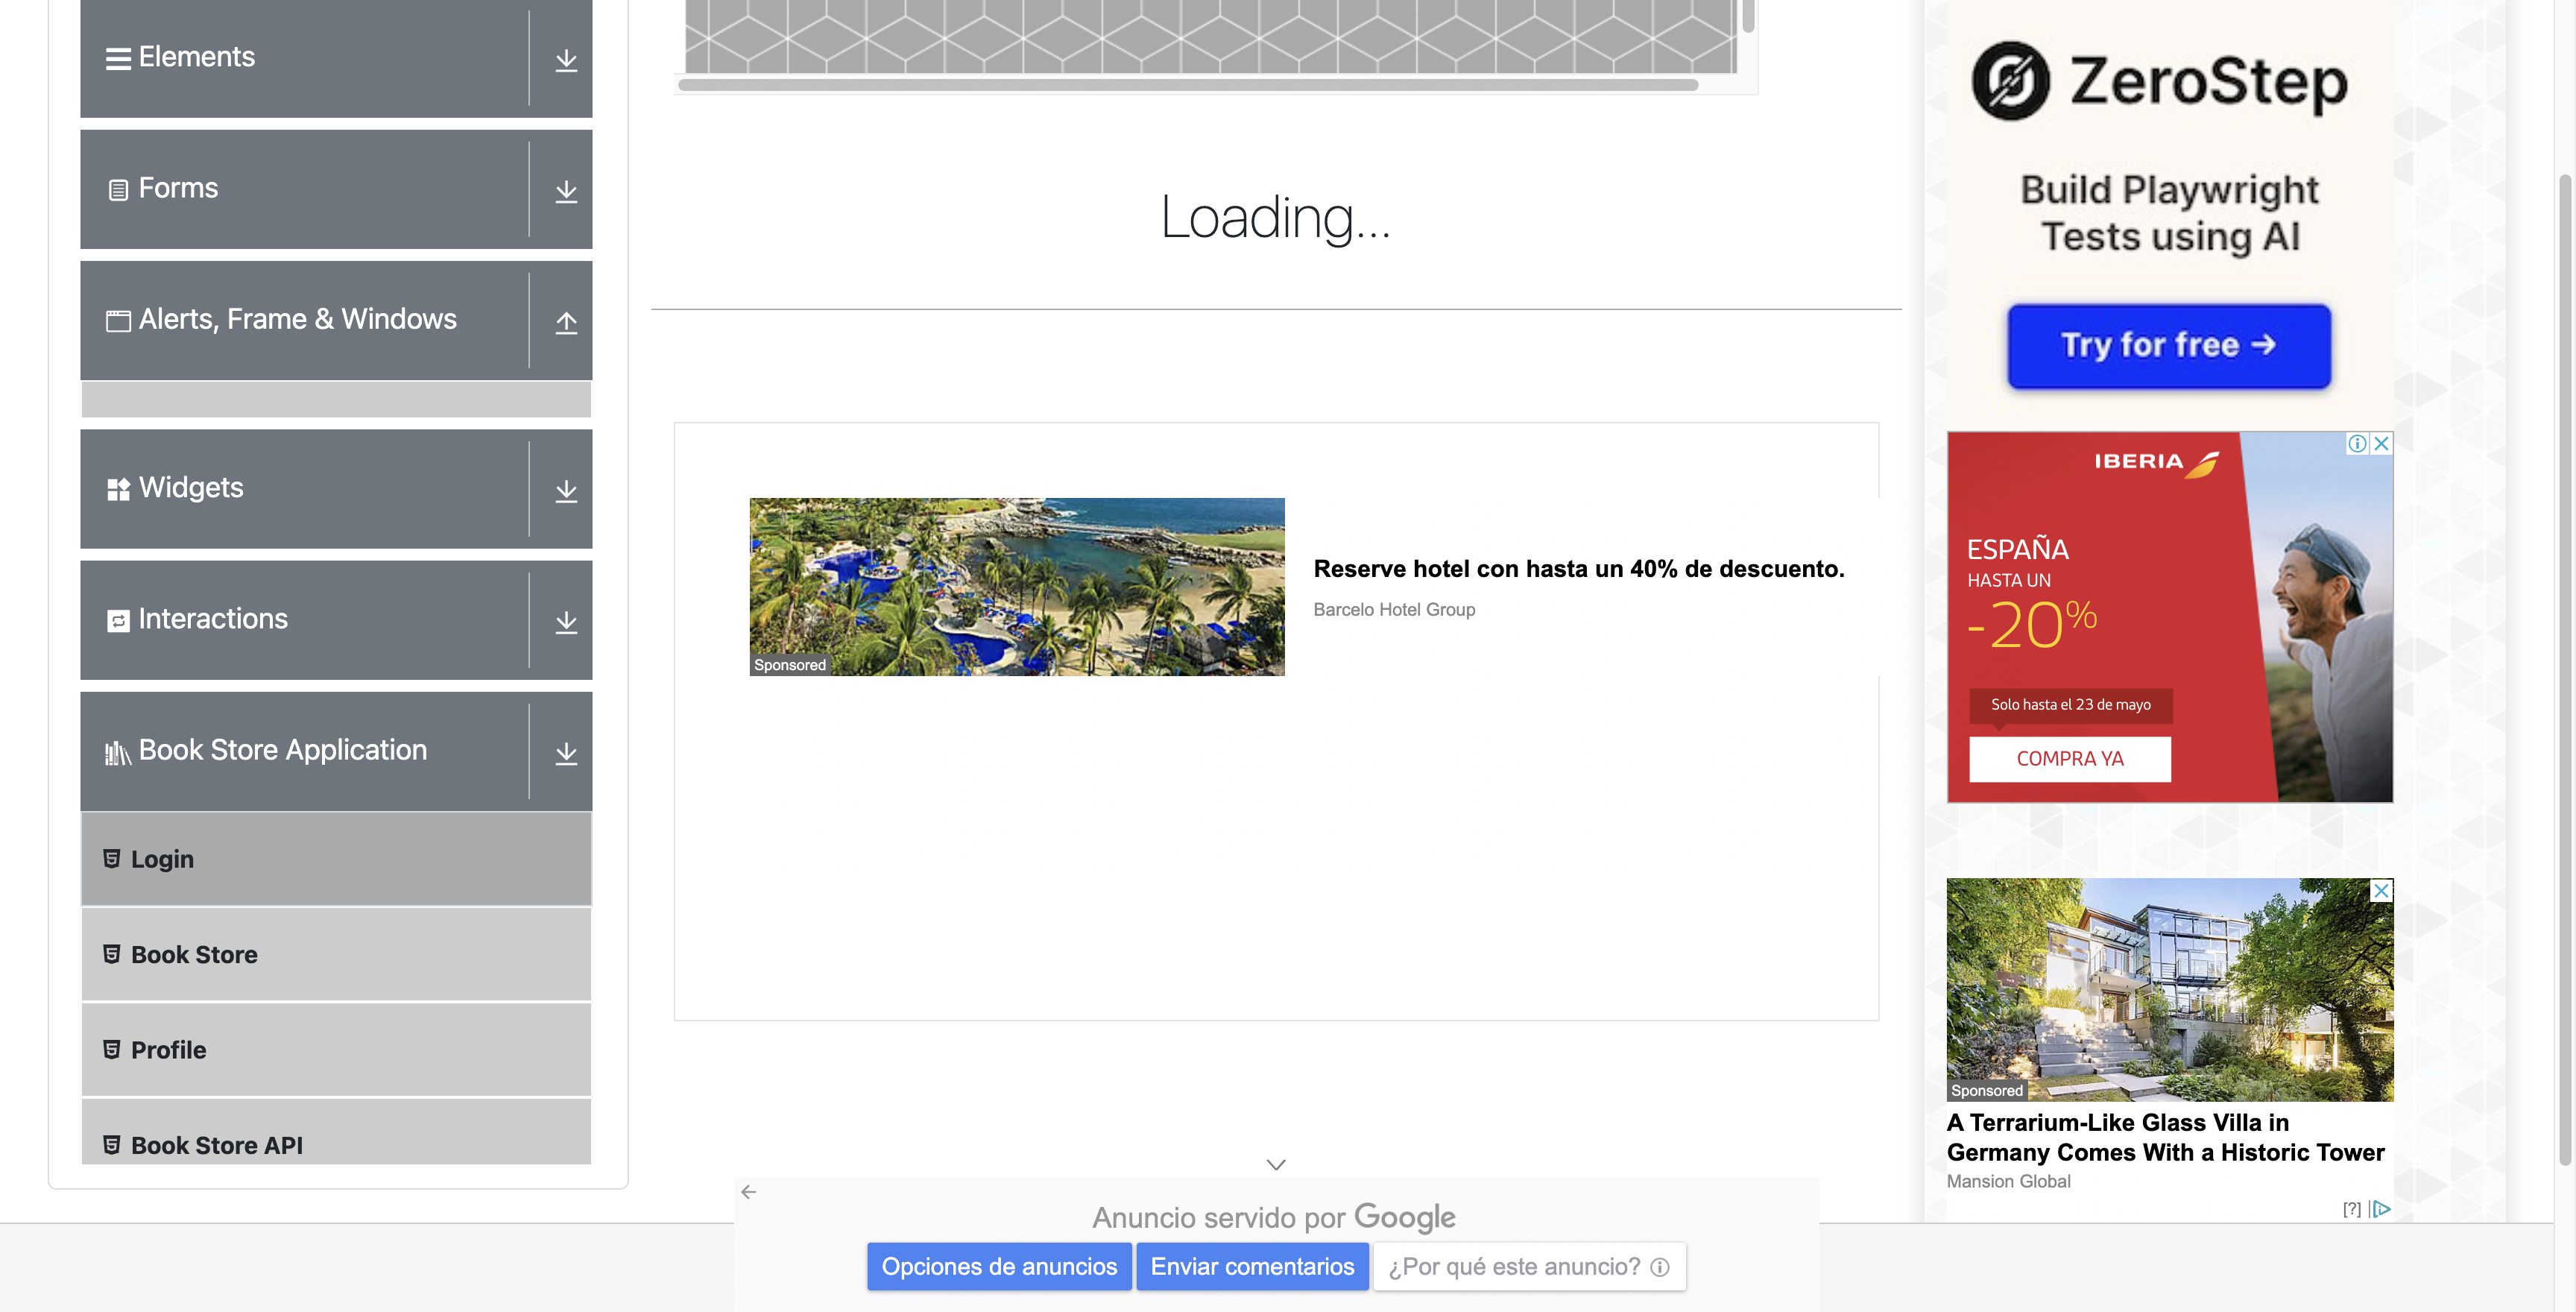 Elements
Forms
Alerts, Frame & Windows
Widgets
Interactions
Book Store Application
Login
Book Store
Profile
Book Store API
Loading...
Sponsored
Reserve hotel con hasta un 40% de descuento.
Barcelo Hotel Group
Anuncio servido por Google
Opciones de anuncios
Enviar comentarios
¿Por qué este anuncio?
ZeroStep
Build Playwright
Tests using AI
Try for free →
IBERIA
ESPAÑA
HASTA UN
-20%
Solo hasta el 23 de mayo
COMPRA YA
Sponsored
A Terrarium-Like Glass Villa in
Germany Comes With a Historic Tower
Mansion Global
[?]